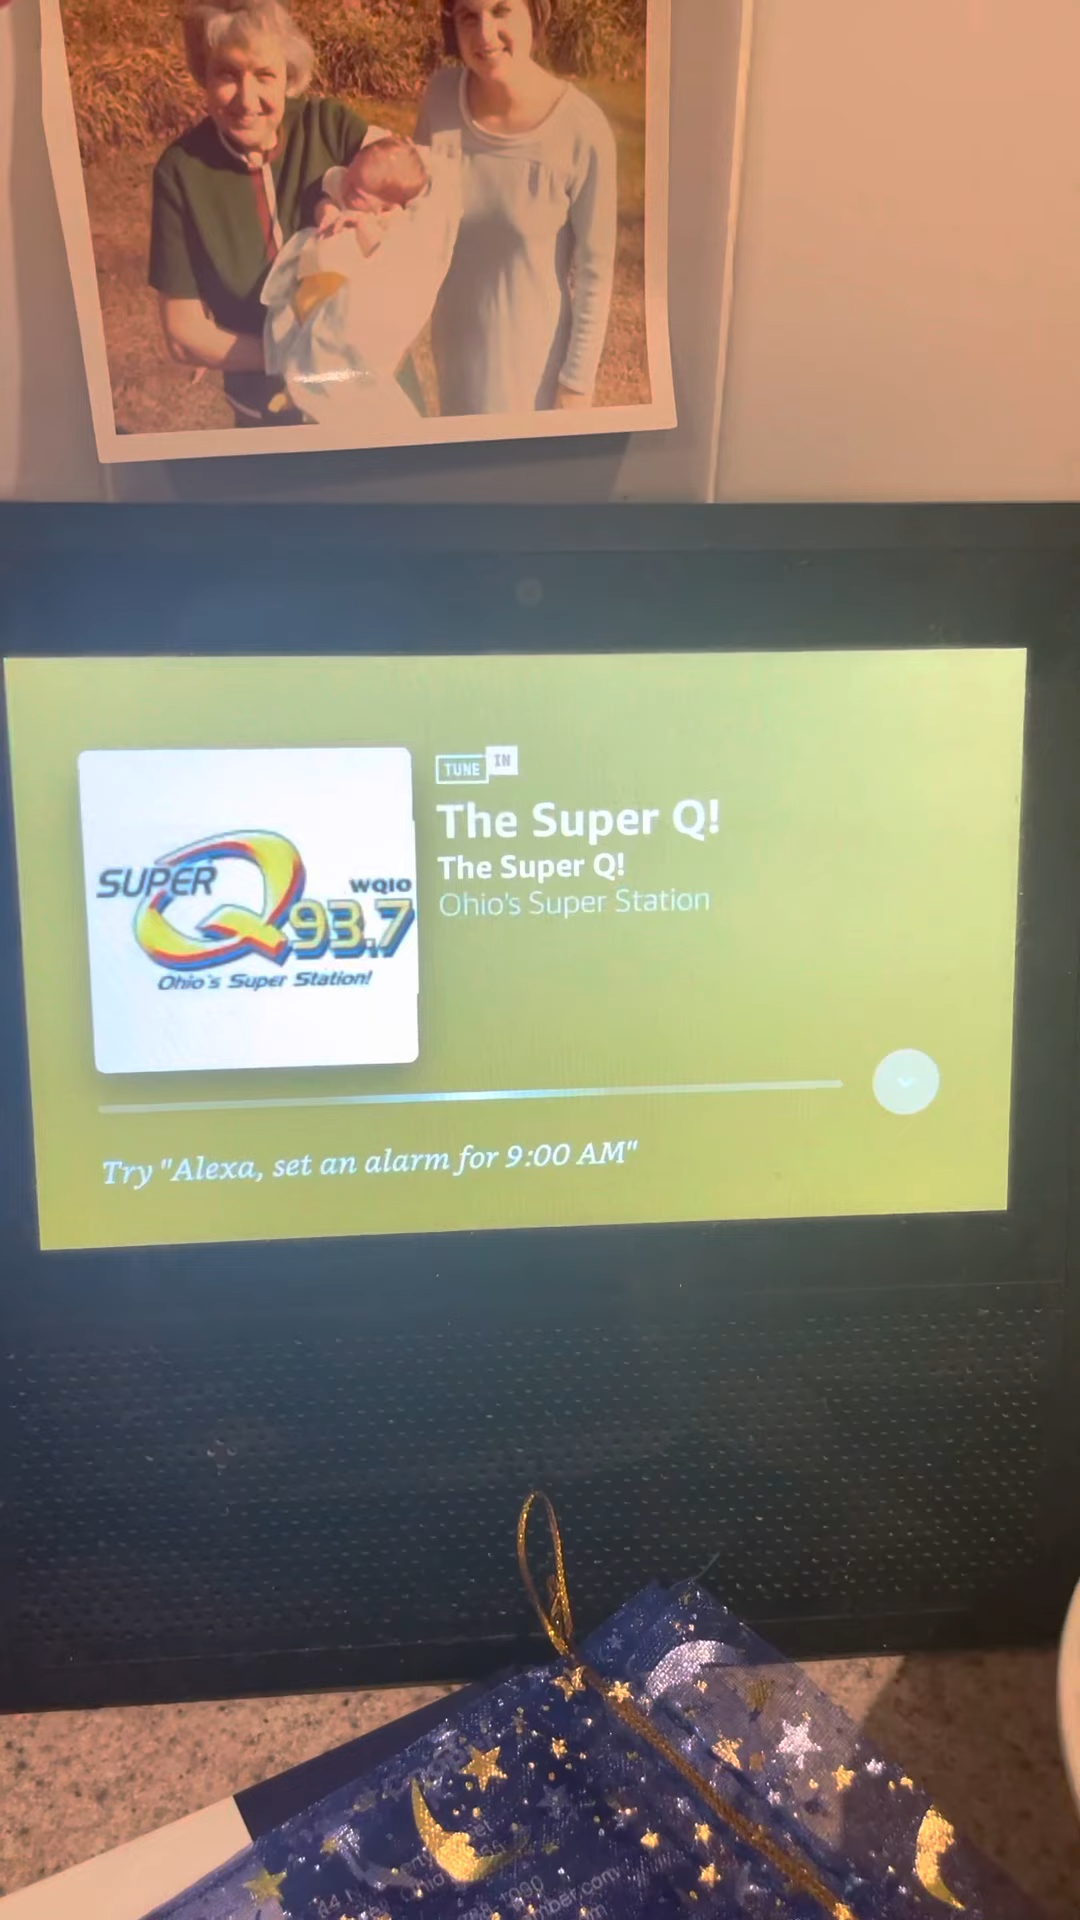 TUNE IN
The Super Q!
The Super Q!
Ohio's Super Station
SUPER
Q
WQIO
93.7
Ohio's Super Station!
Try "Alexa, set an alarm for 9:00 AM"